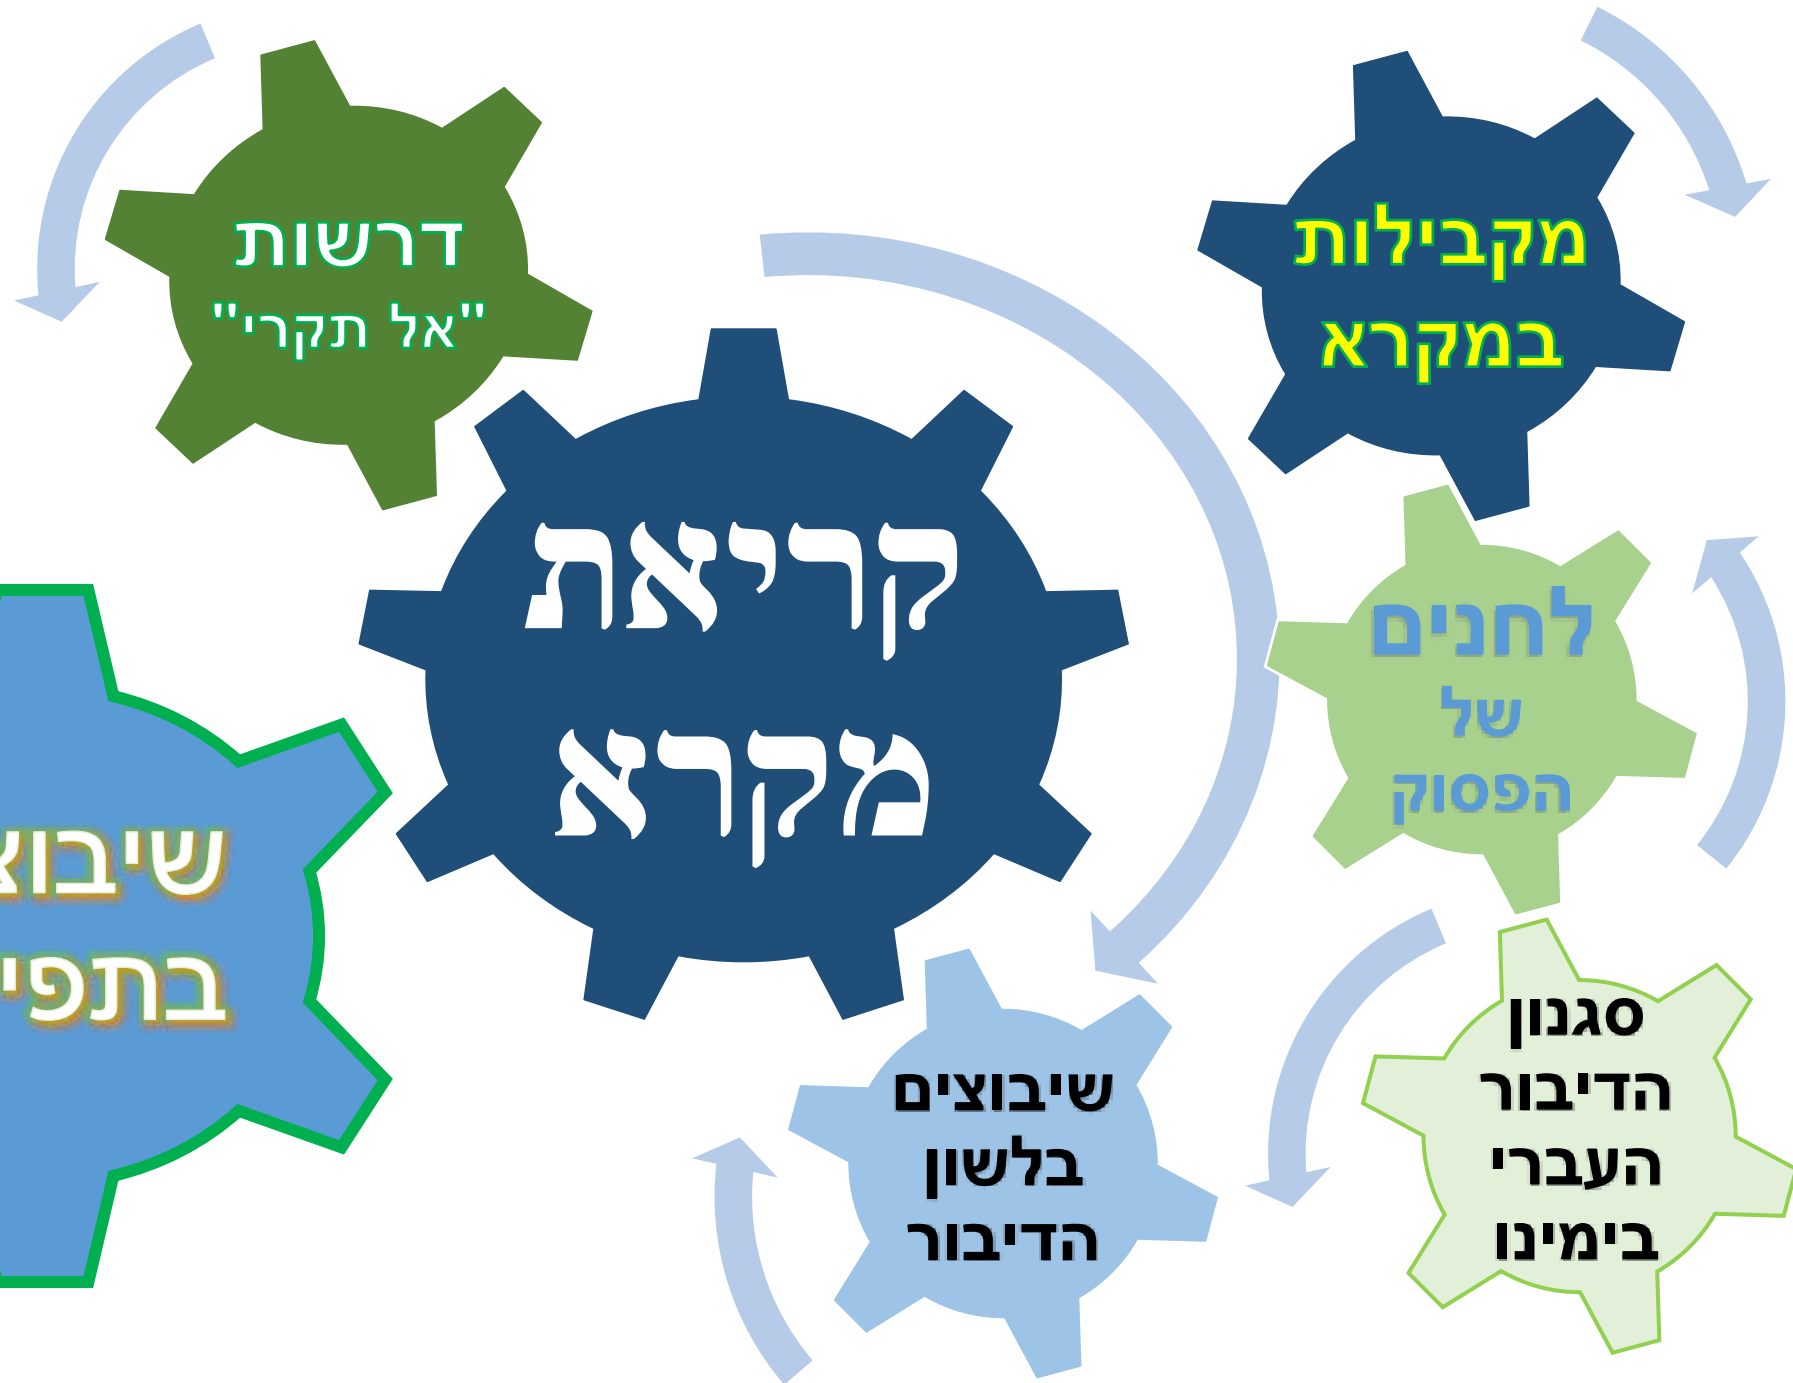 מקבילות
במקרא
דרשות
"אל תקרי"
קריאת
מקרא
לחנים
של
הפסוק
סגנון
הדיבור
העברי
בימינו
שיבוצים
בלשון
הדיבור